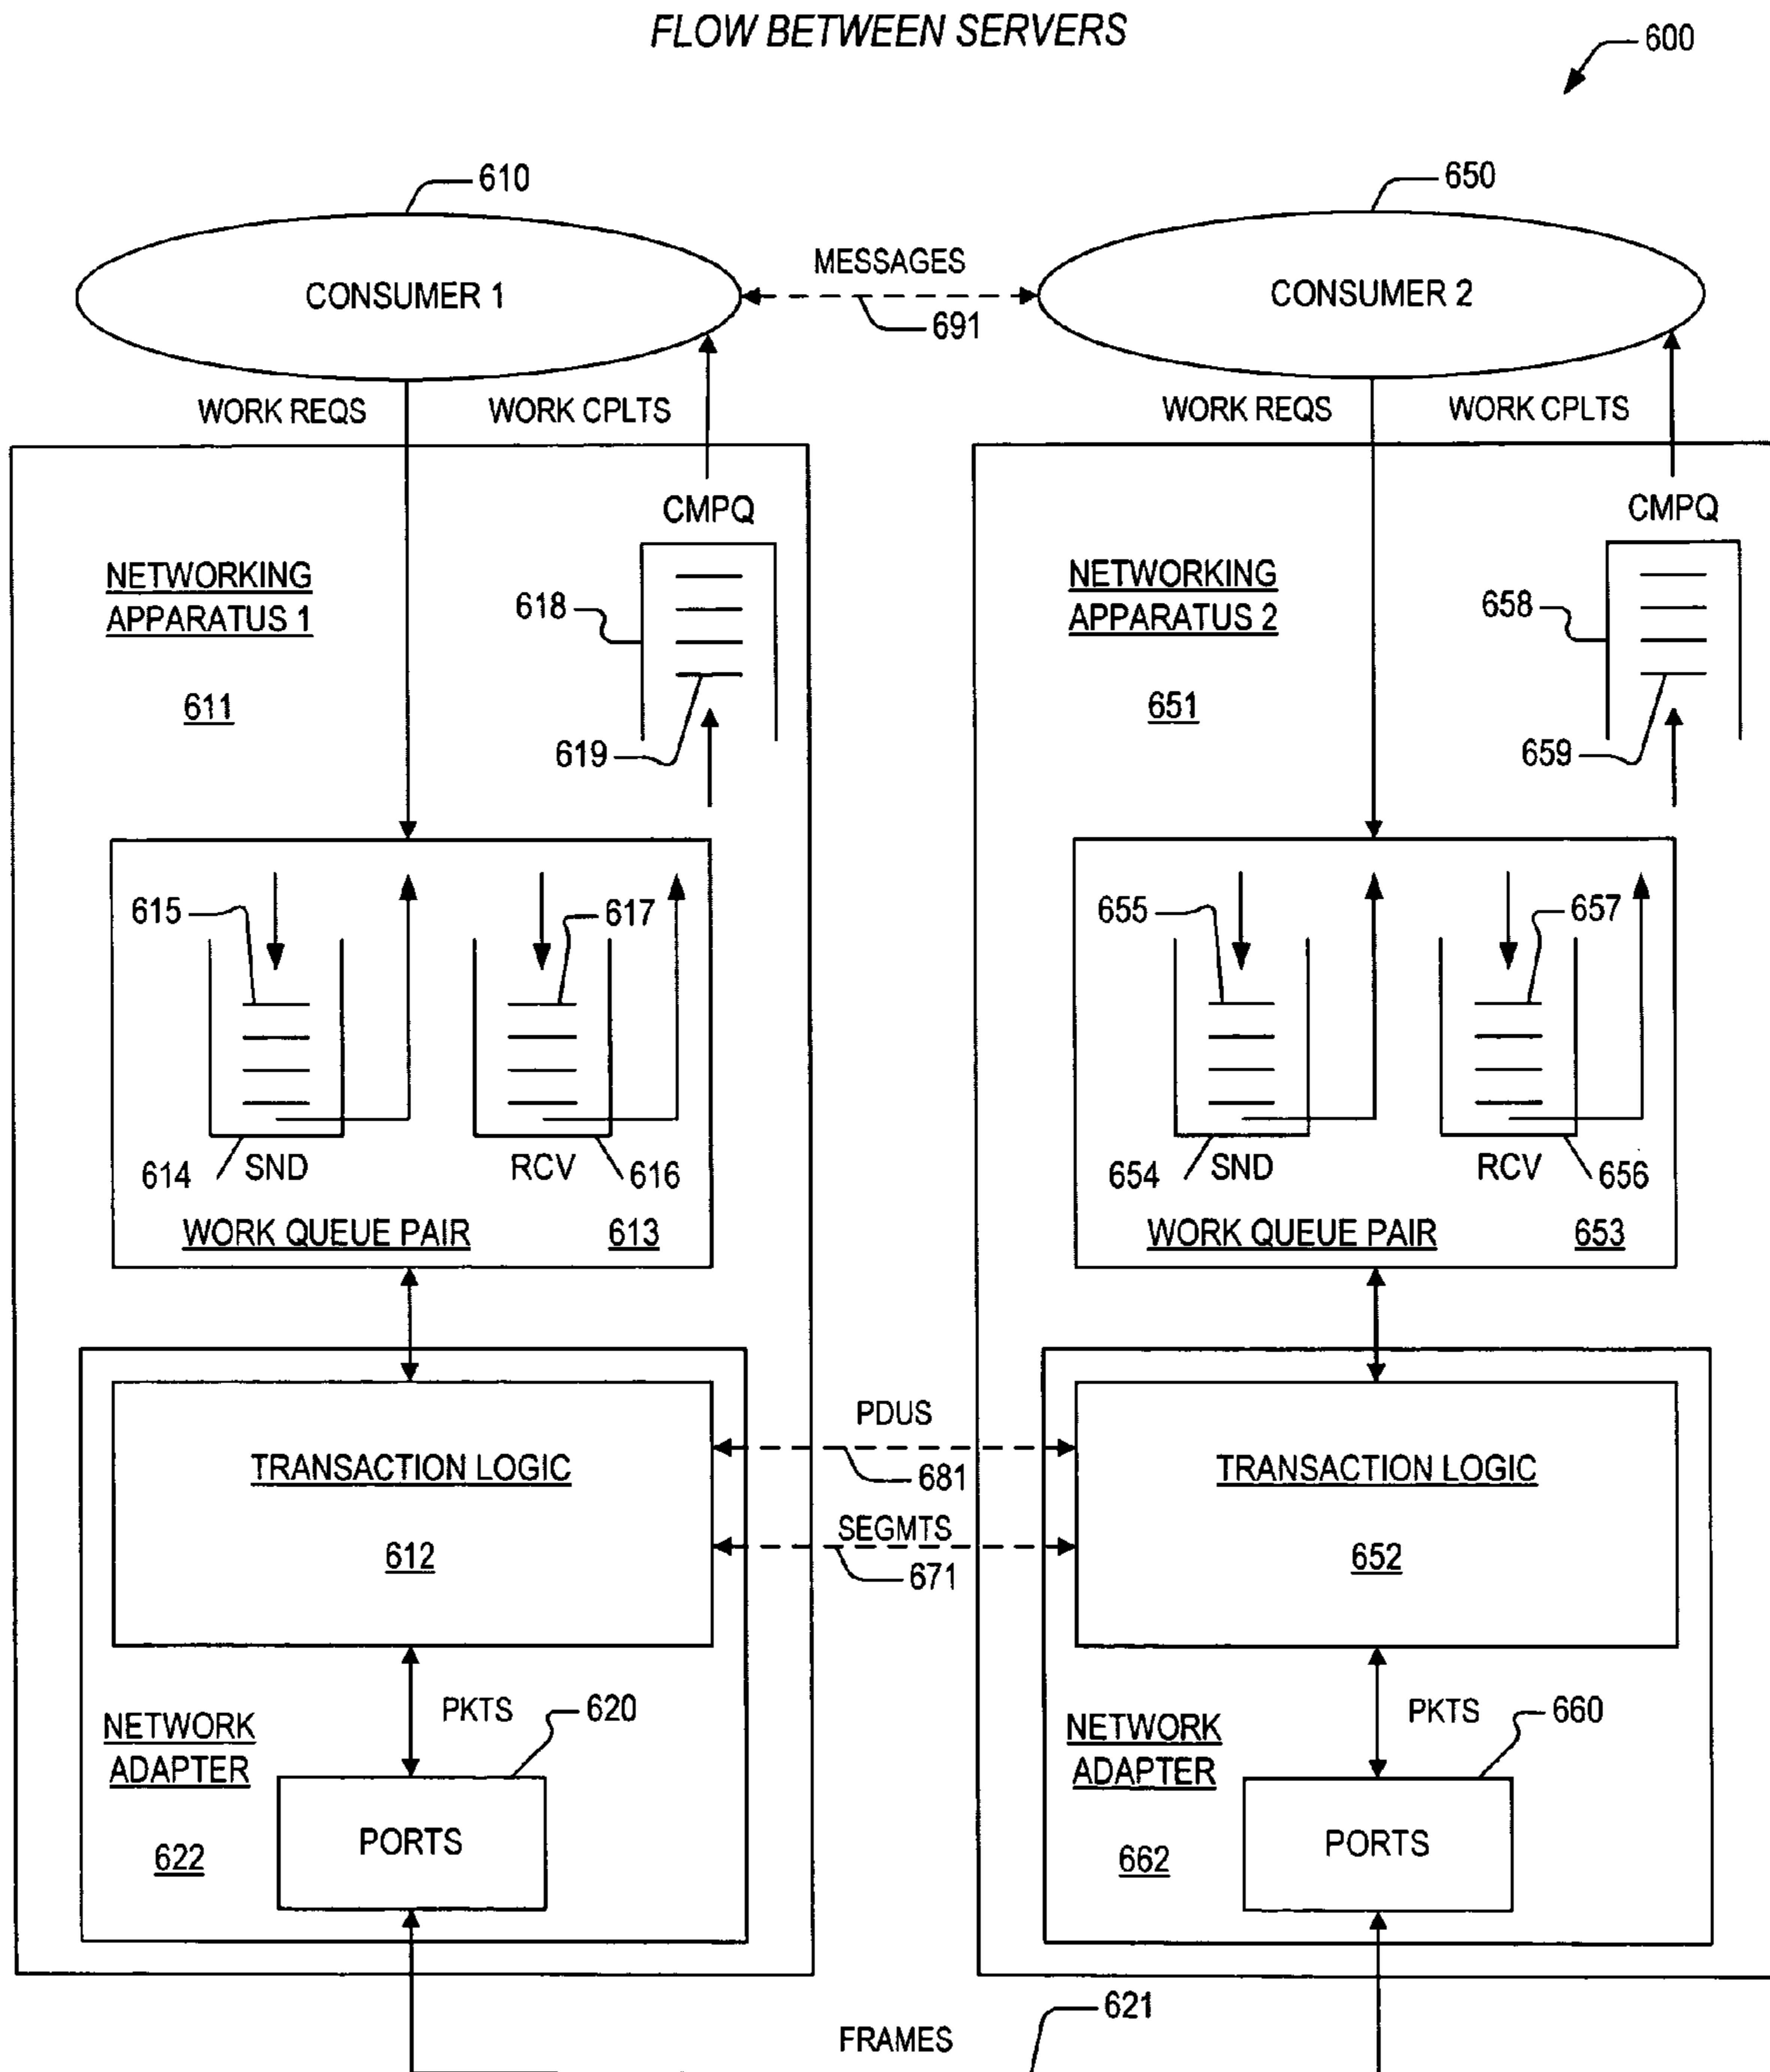 FLOW BETWEEN SERVERS
600
610
650
CONSUMER 1
MESSAGES
691
CONSUMER 2
WORK REQS
WORK CPLTS
WORK REQS
WORK CPLTS
CMPQ
CMPQ
NETWORKING
APPARATUS 1
618
611
619
NETWORKING
APPARATUS 2
658
651
659
615
617
655
657
614
SND
RCV
616
654
SND
RCV
656
WORK QUEUE PAIR
613
WORK QUEUE PAIR
653
PDUS
681
TRANSACTION LOGIC
612
TRANSACTION LOGIC
652
SEGMTS
671
PKTS
620
PKTS
660
NETWORK
ADAPTER
NETWORK
ADAPTER
PORTS
622
PORTS
662
621
FRAMES